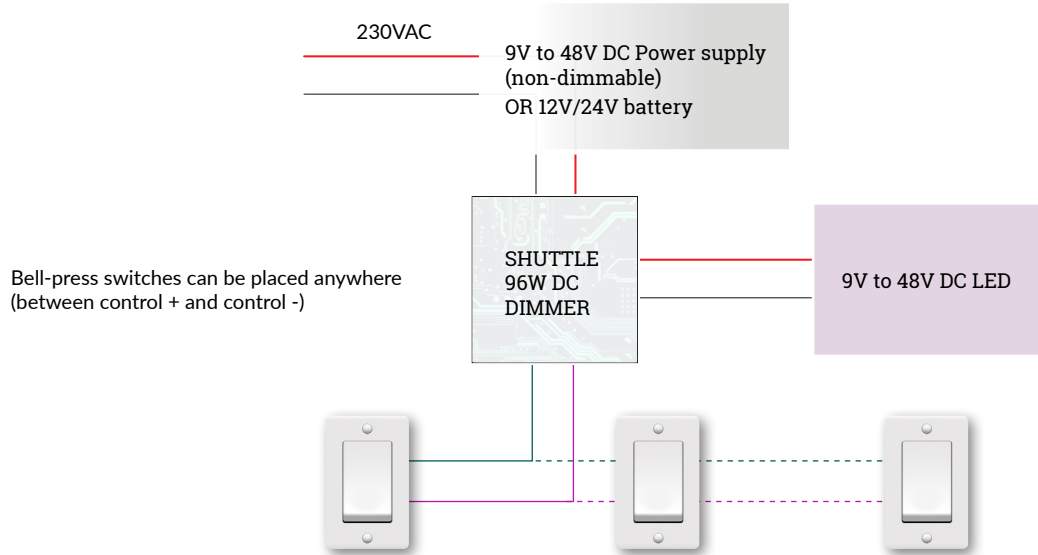 230VAC
9V to 48V DC Power supply
(non-dimmable)
OR 12V/24V battery
SHUTTLE
96W DC
DIMMER
9V to 48V DC LED
Bell-press switches can be placed anywhere
(between control + and control -)